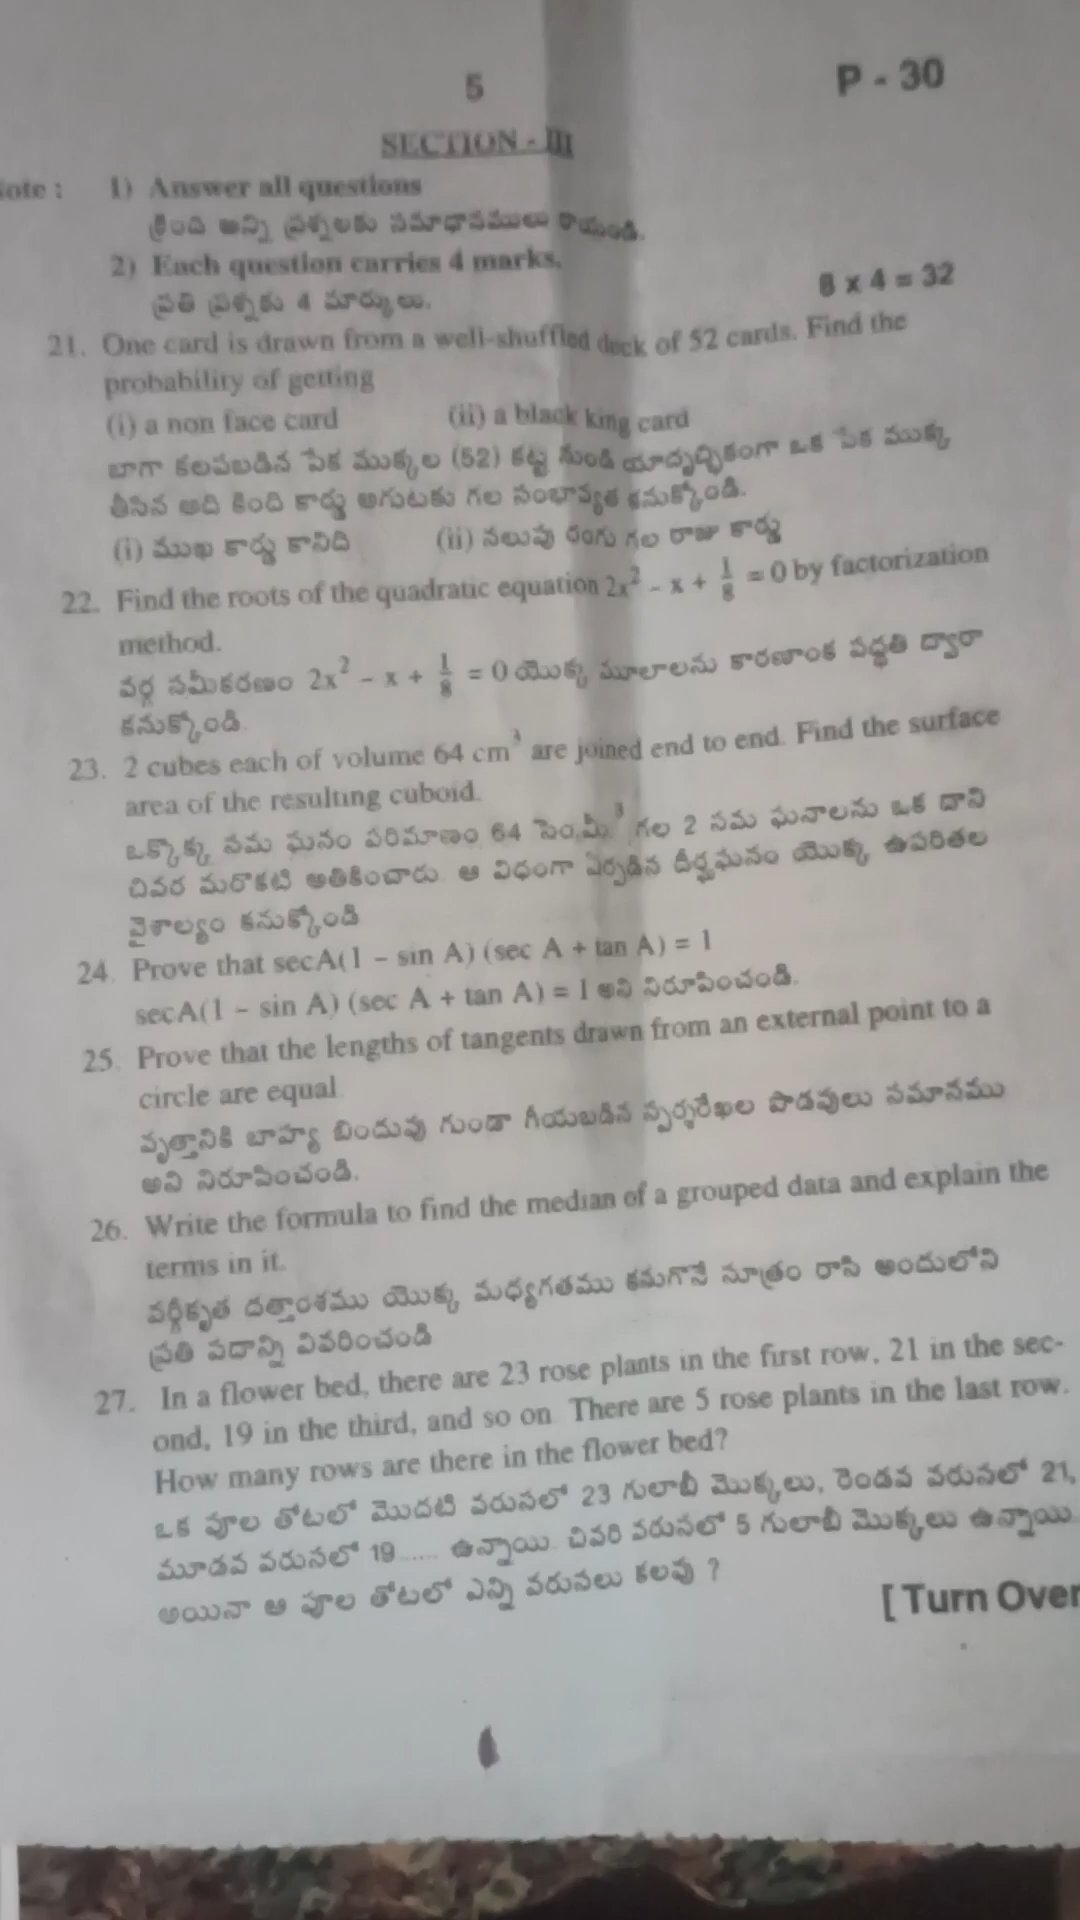 5
P - 30
SECTION - III
Note : 1) Answer all questions
క్రింది అన్ని ప్రశ్నలకు సమాధానములు రాయండి.
2) Each question carries 4 marks.
ప్రతి ప్రశ్నకు 4 మార్కులు.
8 x 4 = 32
21. One card is drawn from a well-shuffled deck of 52 cards. Find the
probability of getting
(i) a non face card (ii) a black king card
బాగా కలపబడిన పేక ముక్కల (52) కట్ట నుండి యాదృచ్ఛికంగా ఒక పేక ముక్క
తీసిన అది కింది కార్డు అగుటకు గల సంభావ్యత కనుక్కోండి.
(i) ముఖ కార్డు కానిది (ii) నలుపు రంగు గల రాజు కార్డు
22. Find the roots of the quadratic equation 2x² - x + 1/8 = 0 by factorization
method.
వర్గ సమీకరణం 2x² - x + 1/8 = 0 యొక్క మూలాలను కారణాంక పద్ధతి ద్వారా
కనుక్కోండి.
23. 2 cubes each of volume 64 cm³ are joined end to end. Find the surface
area of the resulting cuboid.
ఒక్కొక్క సమ ఘనం పరిమాణం 64 సెం.మీ.³ గల 2 సమ ఘనాలను ఒక దాని
చివర మరొకటి అతికించారు. ఆ విధంగా ఏర్పడిన దీర్ఘఘనం యొక్క ఉపరితల
వైశాల్యం కనుక్కోండి
24. Prove that secA(1 - sin A) (sec A + tan A) = 1
secA(1 - sin A) (sec A + tan A) = 1 అని నిరూపించండి.
25. Prove that the lengths of tangents drawn from an external point to a
circle are equal.
వృత్తానికి బాహ్య బిందువు గుండా గీయబడిన స్పర్శరేఖల పొడవులు సమానము
అని నిరూపించండి.
26. Write the formula to find the median of a grouped data and explain the
terms in it.
వర్గీకృత దత్తాంశము యొక్క మధ్యగతము కనుగొనే సూత్రం రాసి అందులోని
ప్రతి పదాన్ని వివరించండి
27. In a flower bed, there are 23 rose plants in the first row, 21 in the sec-
ond, 19 in the third, and so on. There are 5 rose plants in the last row.
How many rows are there in the flower bed?
ఒక పూల తోటలో మొదటి వరుసలో 23 గులాబీ మొక్కలు, రెండవ వరుసలో 21,
మూడవ వరుసలో 19 ...... ఉన్నాయి. చివరి వరుసలో 5 గులాబీ మొక్కలు ఉన్నాయి.
అయినా ఆ పూల తోటలో ఎన్ని వరుసలు కలవు ?
[ Turn Over